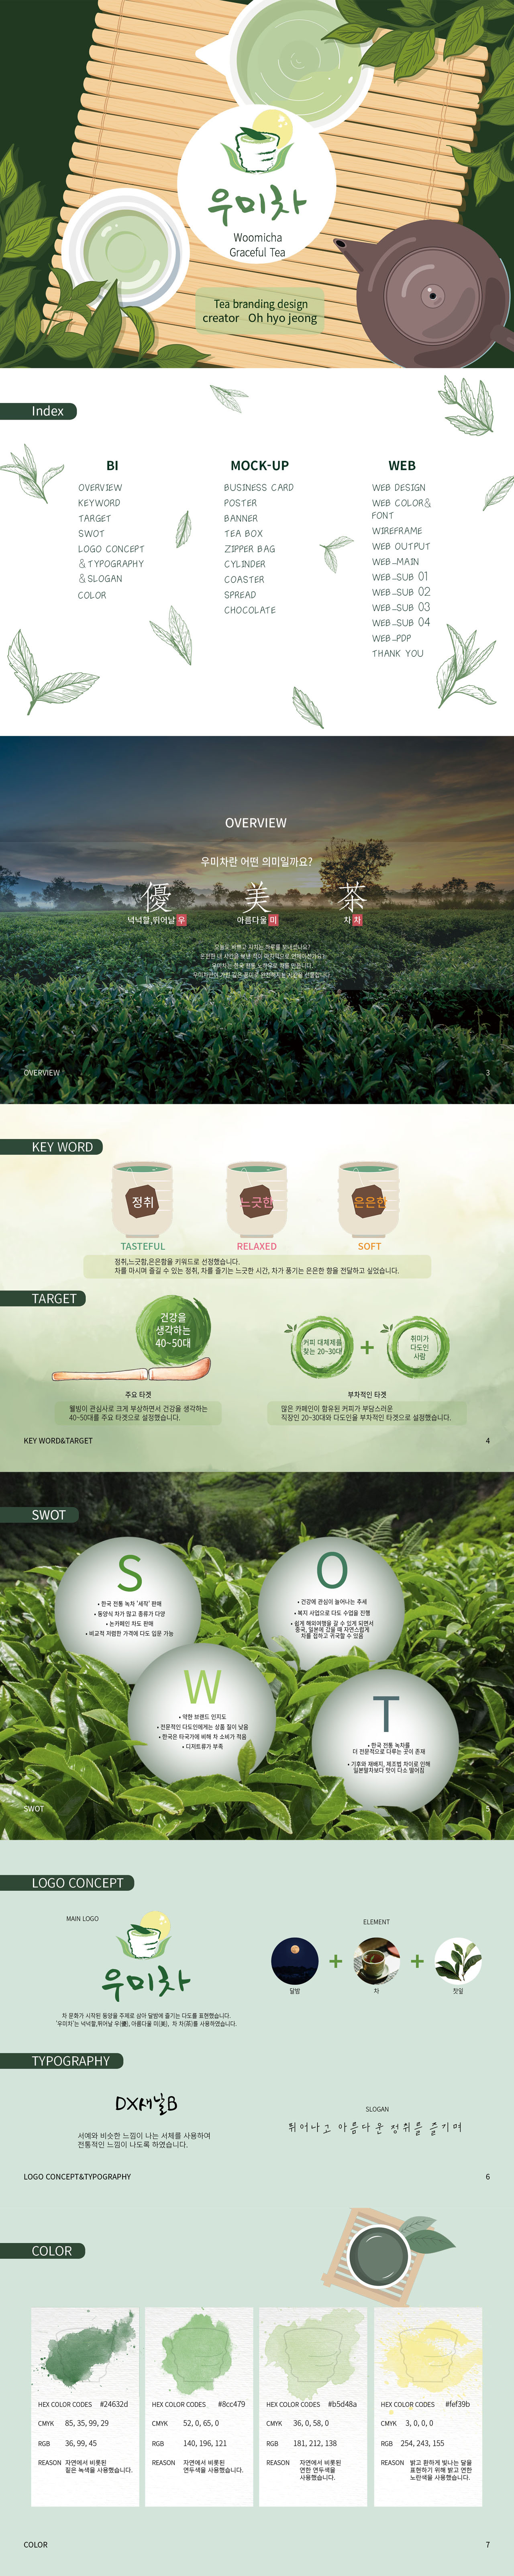 우미차
Woomicha
Graceful Tea
Tea branding design
creator Oh hyo jeong
Index
BI
OVERVIEW
KEYWORD
TARGET
SWOT
LOGO CONCEPT
&TYPOGRAPHY
&SLOGAN
COLOR
MOCK-UP
BUSINESS CARD
POSTER
BANNER
TEA BOX
ZIPPER BAG
CYLINDER
COASTER
SPREAD
CHOCOLATE
WEB
WEB DESIGN
WEB COLOR&
FONT
WIREFRAME
WEB OUTPUT
WEB_MAIN
WEB_SUB 01
WEB_SUB 02
WEB_SUB 03
WEB_SUB 04
WEB_PDP
THANK YOU
OVERVIEW
우미차란 어떤 의미일까요?
優 美 茶
넉넉할,뛰어날 우
아름다울 미
차 차
OVERVIEW
3
KEY WORD
정취
느긋한
은은한
TASTEFUL
RELAXED
SOFT
정취,느긋함,은은함을 키워드로 선정했습니다.
차를 마시며 즐길 수 있는 정취, 차를 즐기는 느긋한 시간, 차가 풍기는 은은한 향을 전달하고 싶었습니다.
TARGET
건강을
생각하는
40~50대
커피 대체제를
찾는 20~30대
+
취미가
다도인
사람
주요 타겟
웰빙이 관심사로 크게 부상하면서 건강을 생각하는
40~50대를 주요 타겟으로 설정했습니다.
부차적인 타겟
많은 카페인이 함유된 커피가 부담스러운
직장인 20~30대와 다도인을 부차적인 타겟으로 설정했습니다.
KEY WORD&TARGET
4
SWOT
S
• 한국 전통 녹차 '세작' 판매
• 동양식 차가 많고 종류가 다양
• 논카페인 차도 판매
• 비교적 저렴한 가격에 다도 입문 가능
O
• 건강에 관심이 늘어나는 추세
• 복지 사업으로 다도 수업을 진행
• 쉽게 해외여행을 갈 수 있게 되면서
중국, 일본에 갔을 때 자연스럽게
차를 접하고 귀국할 수 있음
W
• 약한 브랜드 인지도
• 전문적인 다도인에게는 상품 질이 낮음
• 한국은 타국가에 비해 차 소비가 적음
• 디저트류가 부족
T
• 한국 전통 녹차를
더 전문적으로 다루는 곳이 존재
• 기후와 재배지, 제조법 차이로 인해
일본말차보다 맛이 다소 떨어짐
SWOT
5
LOGO CONCEPT
MAIN LOGO
우미차
차 문화가 시작된 동양을 주제로 삼아 달밤에 즐기는 다도를 표현했습니다.
'우미차'는 넉넉할,뛰어날 우(優), 아름다울 미(美), 차 차(茶)를 사용하였습니다.
ELEMENT
+ +
달밤
차
찻잎
TYPOGRAPHY
DX새날B
서예와 비슷한 느낌이 나는 서체를 사용하여
전통적인 느낌이 나도록 하였습니다.
SLOGAN
뛰어나고 아름다운 정취를 즐기며
LOGO CONCEPT&TYPOGRAPHY
6
COLOR
HEX COLOR CODES #24632d
CMYK 85, 35, 99, 29
RGB 36, 99, 45
REASON 자연에서 비롯된
짙은 녹색을 사용했습니다.
HEX COLOR CODES #8cc479
CMYK 52, 0, 65, 0
RGB 140, 196, 121
REASON 자연에서 비롯된
연두색을 사용했습니다.
HEX COLOR CODES #b5d48a
CMYK 36, 0, 58, 0
RGB 181, 212, 138
REASON 자연에서 비롯된
연한 연두색을
사용했습니다.
HEX COLOR CODES #fef39b
CMYK 3, 0, 0, 0
RGB 254, 243, 155
REASON 밝고 환하게 빛나는 달을
표현하기 위해 밝고 연한
노란색을 사용했습니다.
COLOR
7